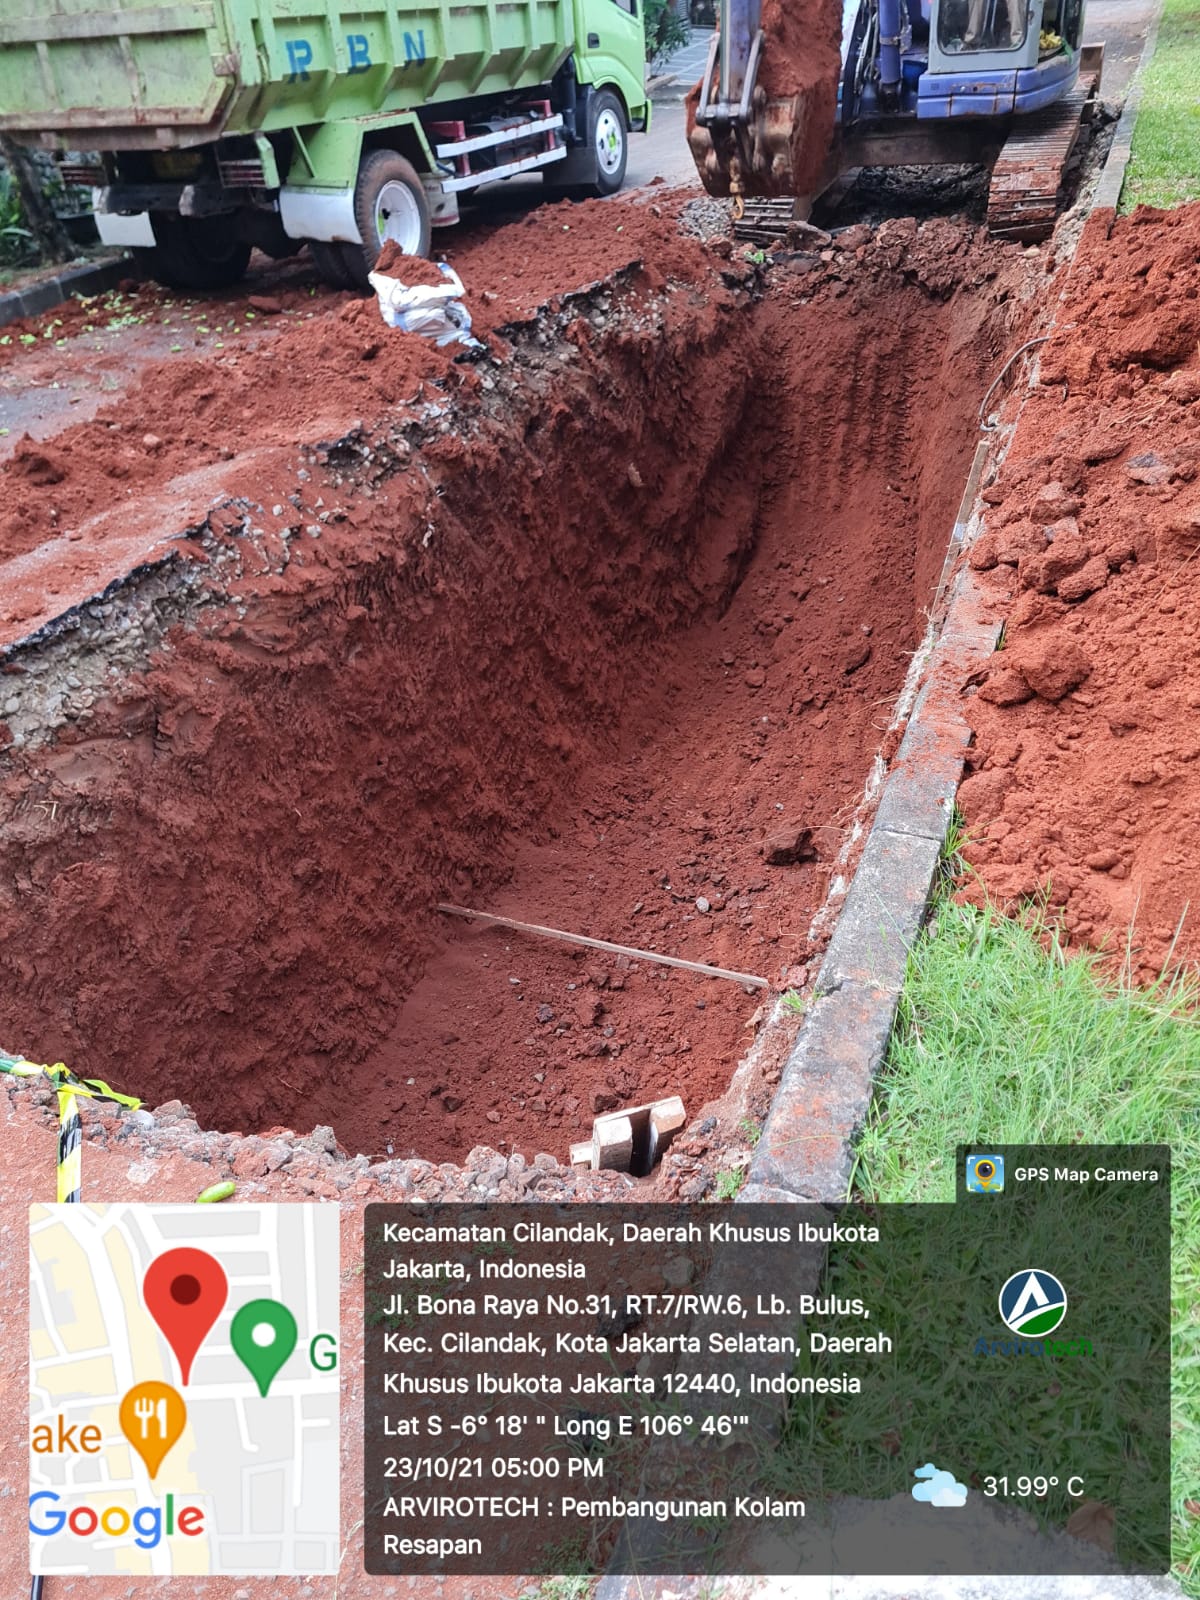 RBN
GPS Map Camera
Kecamatan Cilandak, Daerah Khusus Ibukota
Jakarta, Indonesia
Jl. Bona Raya No.31, RT.7/RW.6, Lb. Bulus,
Kec. Cilandak, Kota Jakarta Selatan, Daerah
Khusus Ibukota Jakarta 12440, Indonesia
Lat S -6° 18' " Long E 106° 46'"
23/10/21 05:00 PM
ARVIROTECH : Pembangunan Kolam
Resapan
Arvirotech
31.99° C
G
ake
Google